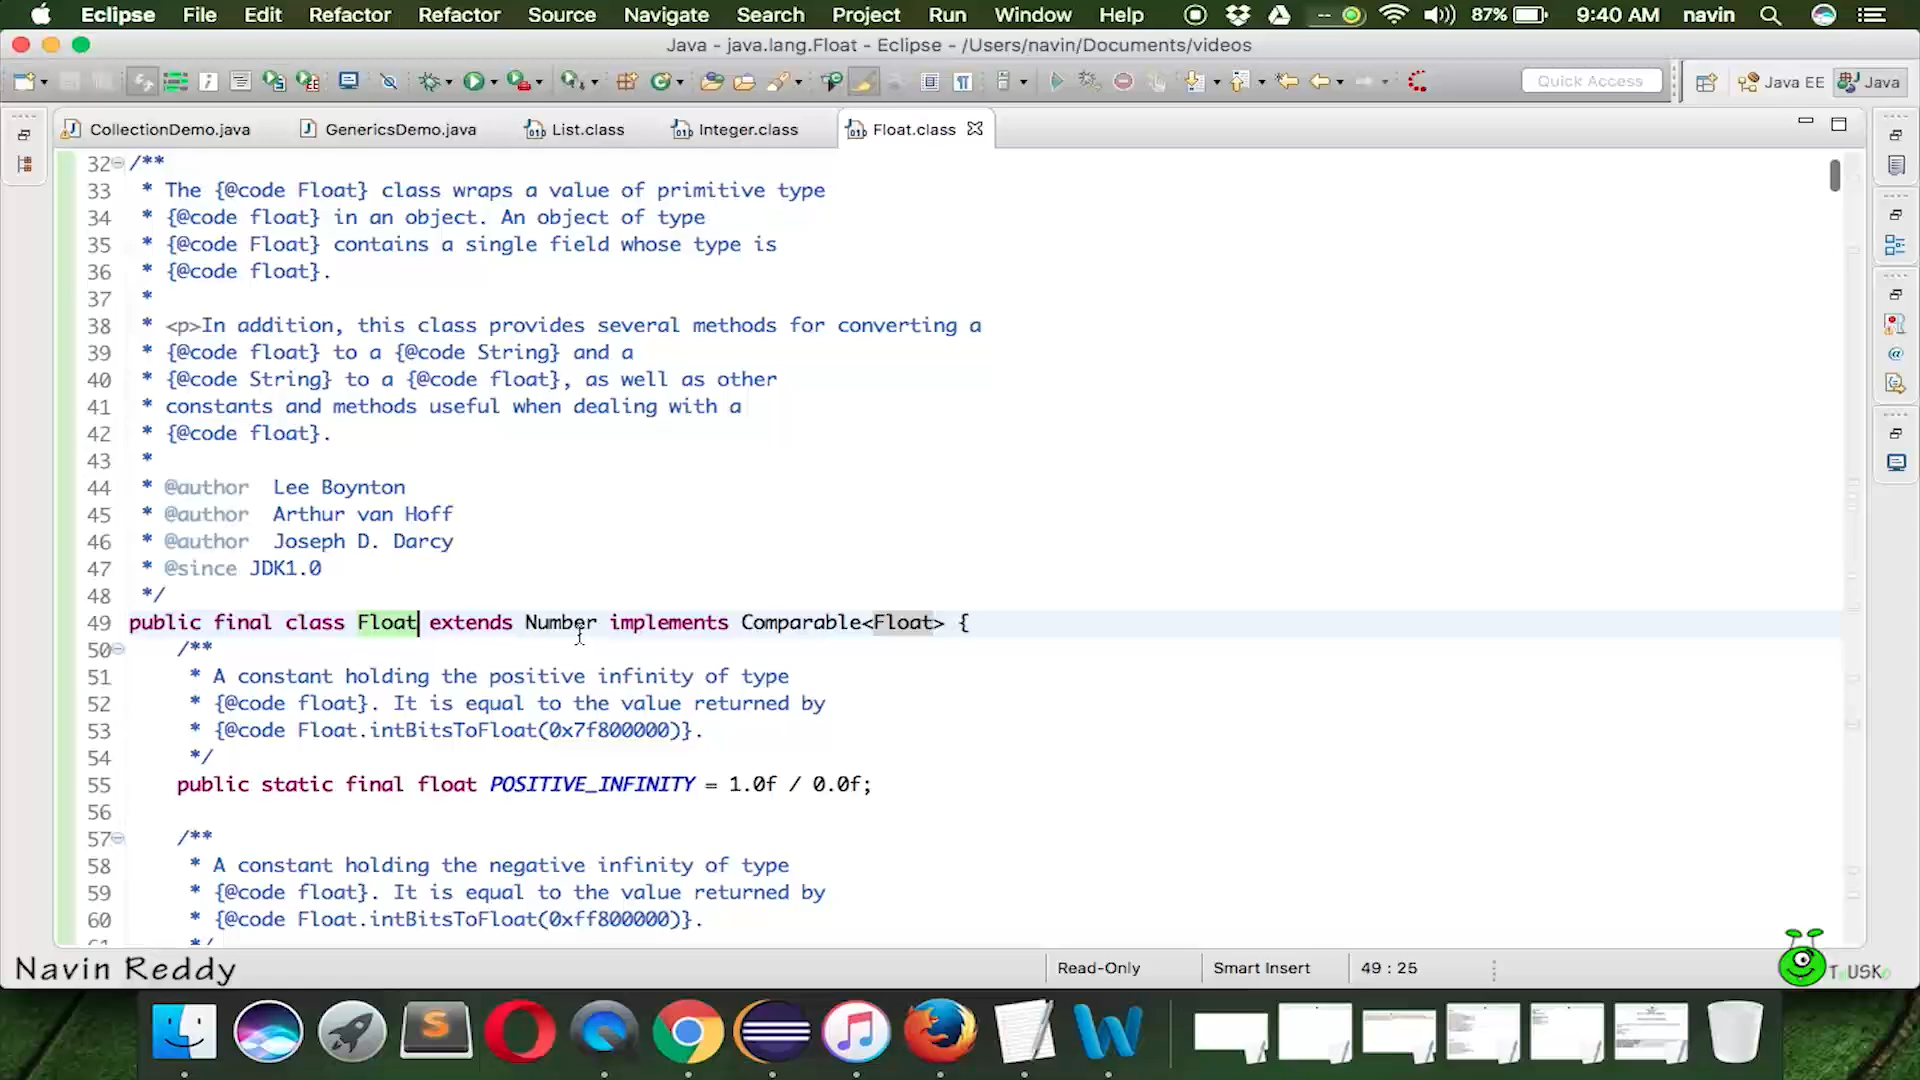 Eclipse File Edit Refactor Refactor Source Navigate Search Project Run Window Help -- 87% 9:40 AM navin
Java - java.lang.Float - Eclipse - /Users/navin/Documents/videos
Quick Access Java EE Java
CollectionDemo.java GenericsDemo.java List.class Integer.class Float.class
32 /**
33 * The {@code Float} class wraps a value of primitive type
34 * {@code float} in an object. An object of type
35 * {@code Float} contains a single field whose type is
36 * {@code float}.
37 *
38 * <p>In addition, this class provides several methods for converting a
39 * {@code float} to a {@code String} and a
40 * {@code String} to a {@code float}, as well as other
41 * constants and methods useful when dealing with a
42 * {@code float}.
43 *
44 * @author Lee Boynton
45 * @author Arthur van Hoff
46 * @author Joseph D. Darcy
47 * @since JDK1.0
48 */
49 public final class Float extends Number implements Comparable<Float> {
50 /**
51 * A constant holding the positive infinity of type
52 * {@code float}. It is equal to the value returned by
53 * {@code Float.intBitsToFloat(0x7f800000)}.
54 */
55 public static final float POSITIVE_INFINITY = 1.0f / 0.0f;
56
57 /**
58 * A constant holding the negative infinity of type
59 * {@code float}. It is equal to the value returned by
60 * {@code Float.intBitsToFloat(0xff800000)}.
61 */
Navin Reddy Read-Only Smart Insert 49 : 25